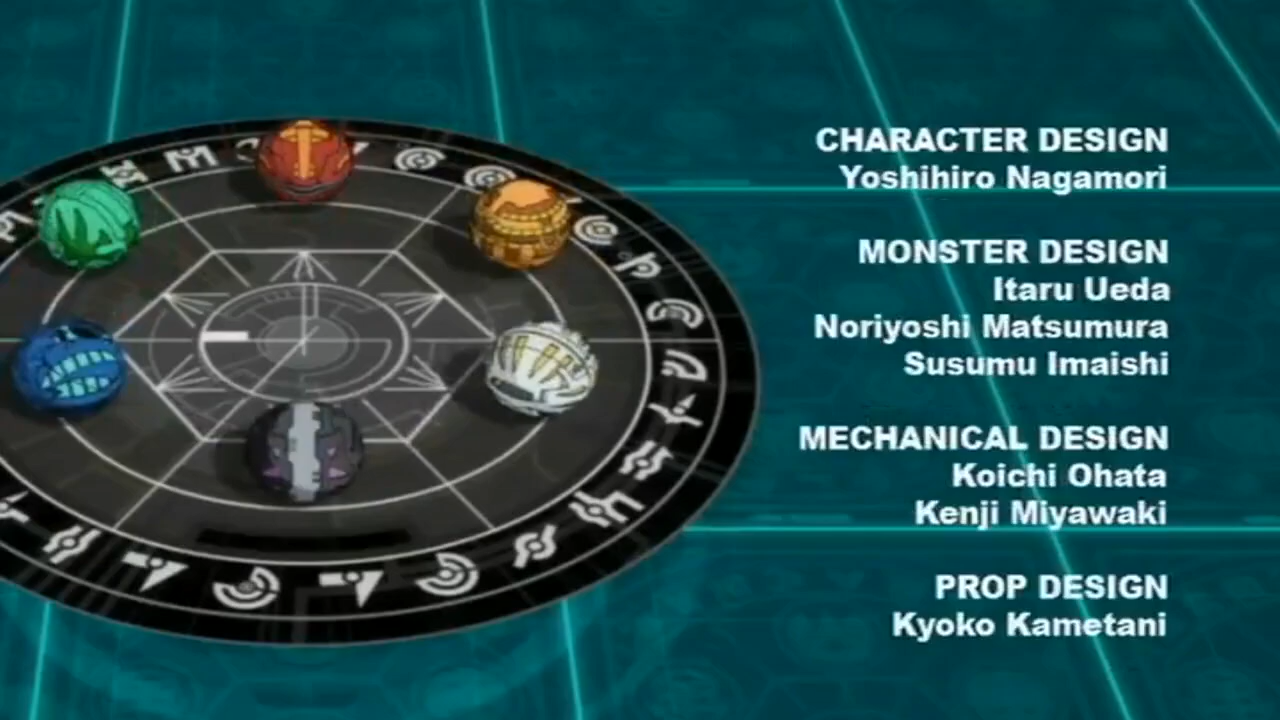 CHARACTER DESIGN
Yoshihiro Nagamori
MONSTER DESIGN
Itaru Ueda
Noriyoshi Matsumura
Susumu Imaishi
MECHANICAL DESIGN
Koichi Ohata
Kenji Miyawaki
PROP DESIGN
Kyoko Kametani